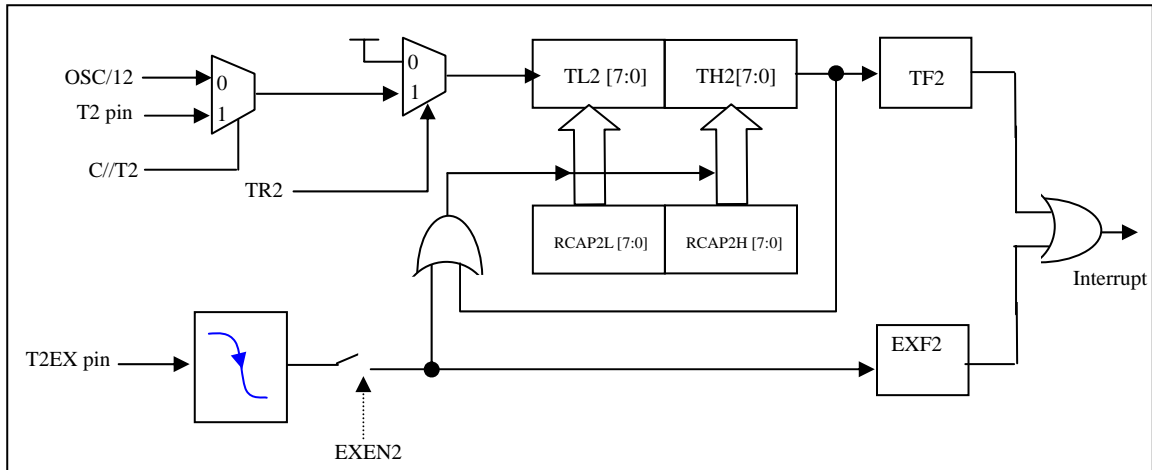 OSC/12
0
T2 pin
1
C//T2
0
1
TR2
TL2 [7:0]
TH2[7:0]
TF2
RCAP2L [7:0]
RCAP2H [7:0]
Interrupt
T2EX pin
EXF2
EXEN2